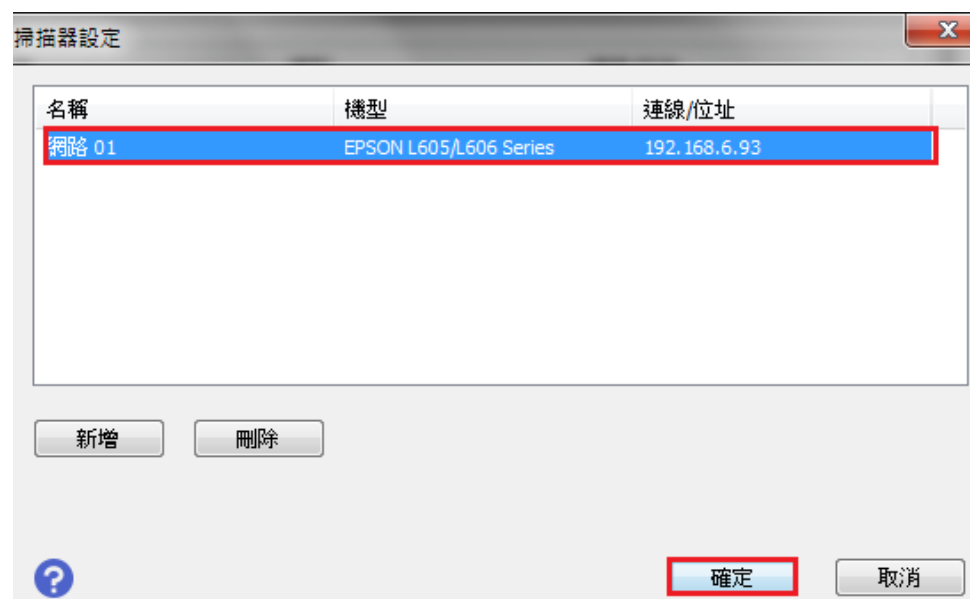 掃描器設定
名稱 機型 連線/位址
網路 01 EPSON L605/L606 Series 192.168.6.93
新增 刪除
? 確定 取消